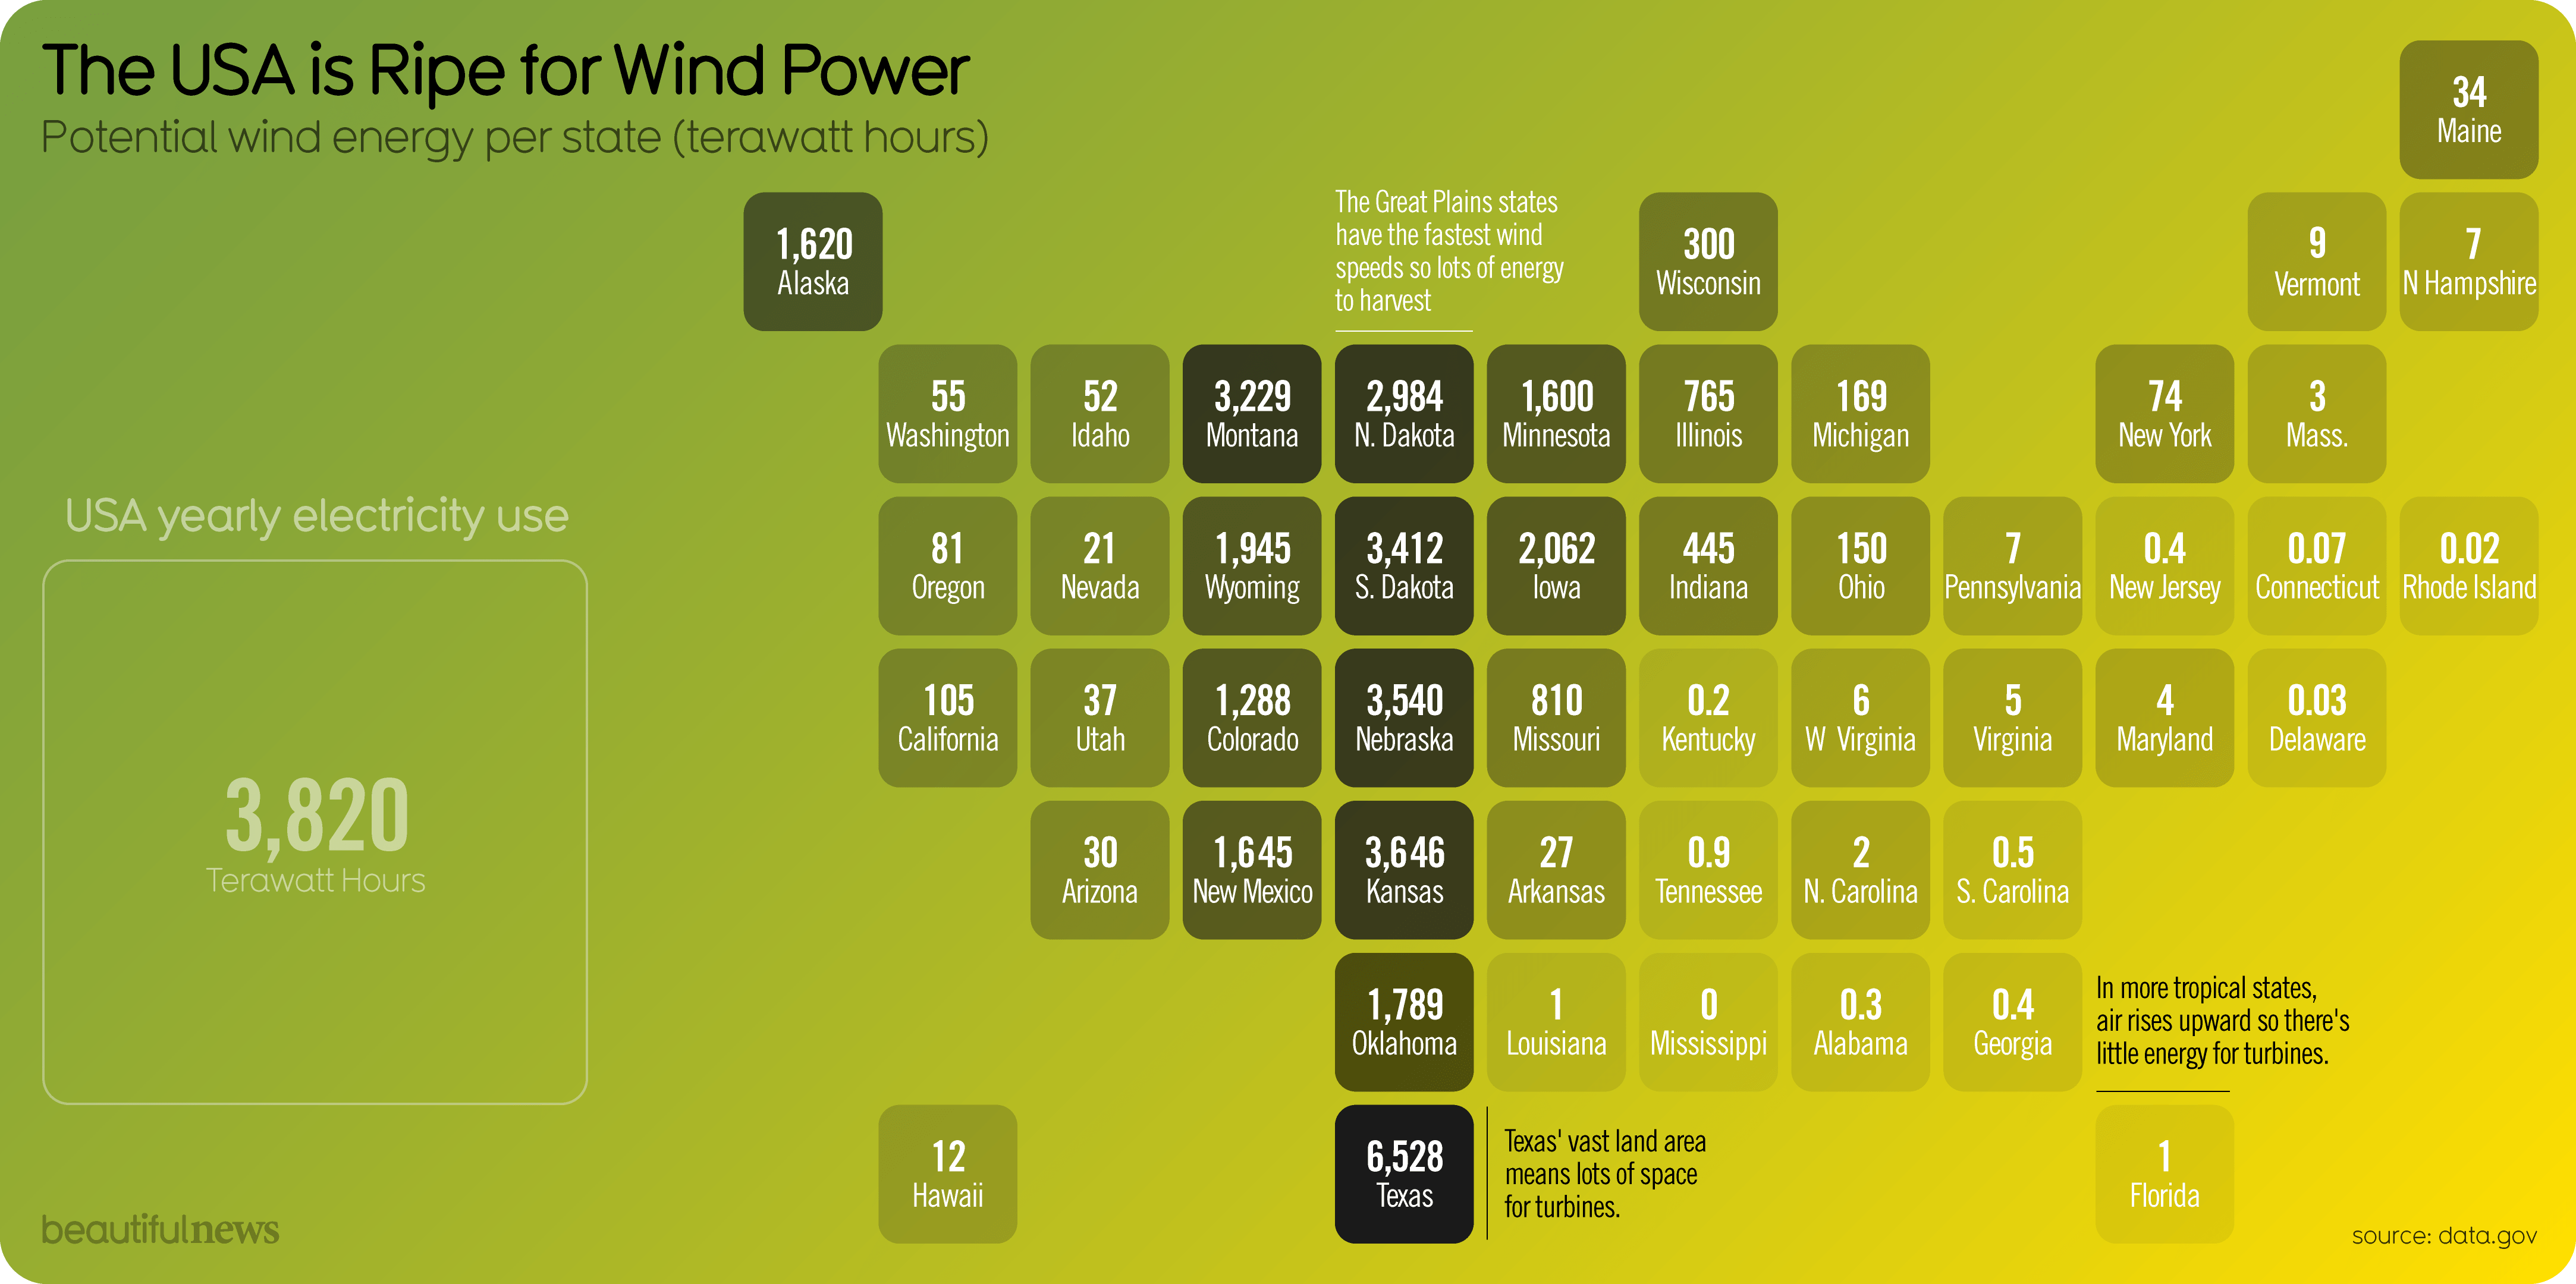 The USA is Ripe for Wind Power
Potential wind energy per state (terawatt hours)
34
Maine
1,620
Alaska
The Great Plains states
have the fastest wind
speeds so lots of energy
to harvest
300
Wisconsin
9
Vermont
7
N Hampshire
55
Washington
52
Idaho
3,229
Montana
2,984
N. Dakota
1,600
Minnesota
765
Illinois
169
Michigan
74
New York
3
Mass.
USA yearly electricity use
3,820
Terawatt Hours
81
Oregon
21
Nevada
1,945
Wyoming
3,412
S. Dakota
2,062
Iowa
445
Indiana
150
Ohio
7
Pennsylvania
0.4
New Jersey
0.07
Connecticut
0.02
Rhode Island
105
California
37
Utah
1,288
Colorado
3,540
Nebraska
810
Missouri
0.2
Kentucky
6
W Virginia
5
Virginia
4
Maryland
0.03
Delaware
30
Arizona
1,645
New Mexico
3,646
Kansas
27
Arkansas
0.9
Tennessee
2
N. Carolina
0.5
S. Carolina
1,789
Oklahoma
1
Louisiana
0
Mississippi
0.3
Alabama
0.4
Georgia
In more tropical states,
air rises upward so there's
little energy for turbines.
12
Hawaii
6,528
Texas
Texas' vast land area
means lots of space
for turbines.
1
Florida
beautifulnews
source: data.gov